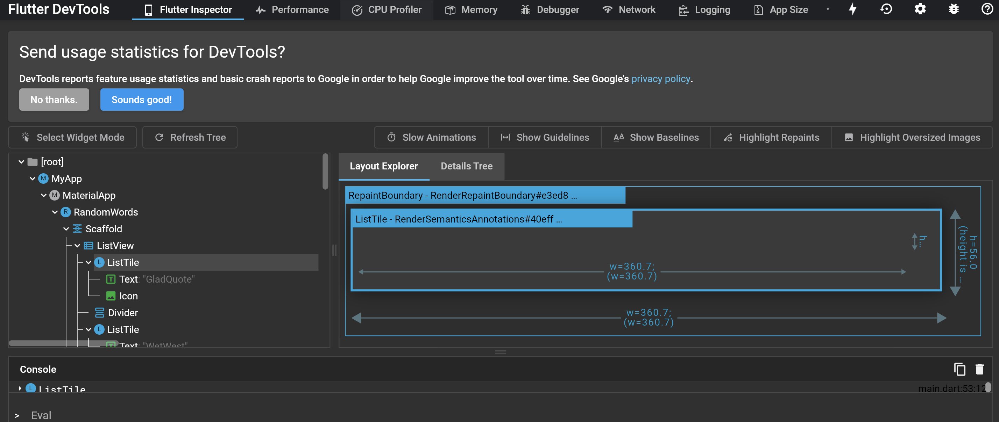 Flutter DevTools Flutter Inspector Performance CPU Profiler Memory Debugger Network Logging App Size
Send usage statistics for DevTools?
DevTools reports feature usage statistics and basic crash reports to Google in order to help Google improve the tool over time. See Google's privacy policy.
No thanks. Sounds good!
Select Widget Mode Refresh Tree Slow Animations Show Guidelines Show Baselines Highlight Repaints Highlight Oversized Images
[root]
M MyApp
M MaterialApp
R RandomWords
Scaffold
ListView
L ListTile
T Text: "GladQuote"
Icon
Divider
L ListTile
T Text: "WetWest"
Layout Explorer Details Tree
RepaintBoundary - RenderRepaintBoundary#e3ed8 ...
ListTile - RenderSemanticsAnnotations#40eff ...
h...
w=360.7;
(w=360.7)
h=56.0
(height is ...
w=360.7;
(w=360.7)
Console
L ListTile main.dart:53:12
> Eval